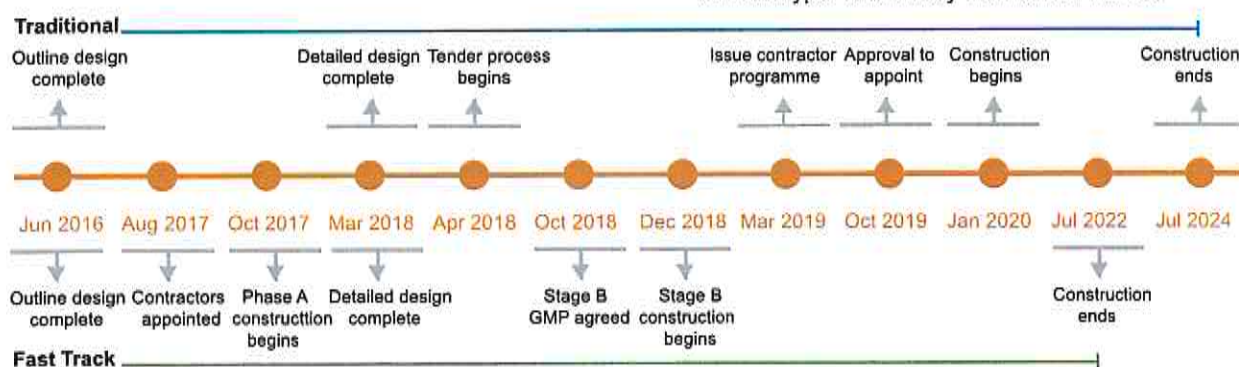 Traditional
Outline design
complete
Detailed design
complete
Tender process
begins
Issue contractor
programme
Approval to
appoint
Construction
begins
Construction
ends
Jun 2016
Aug 2017
Oct 2017
Mar 2018
Apr 2018
Oct 2018
Dec 2018
Mar 2019
Oct 2019
Jan 2020
Jul 2022
Jul 2024
Outline design
complete
Contractors
appointed
Phase A
constructtion
begins
Detailed design
complete
Stage B
GMP agreed
Stage B
construction
begins
Construction
ends
Fast Track